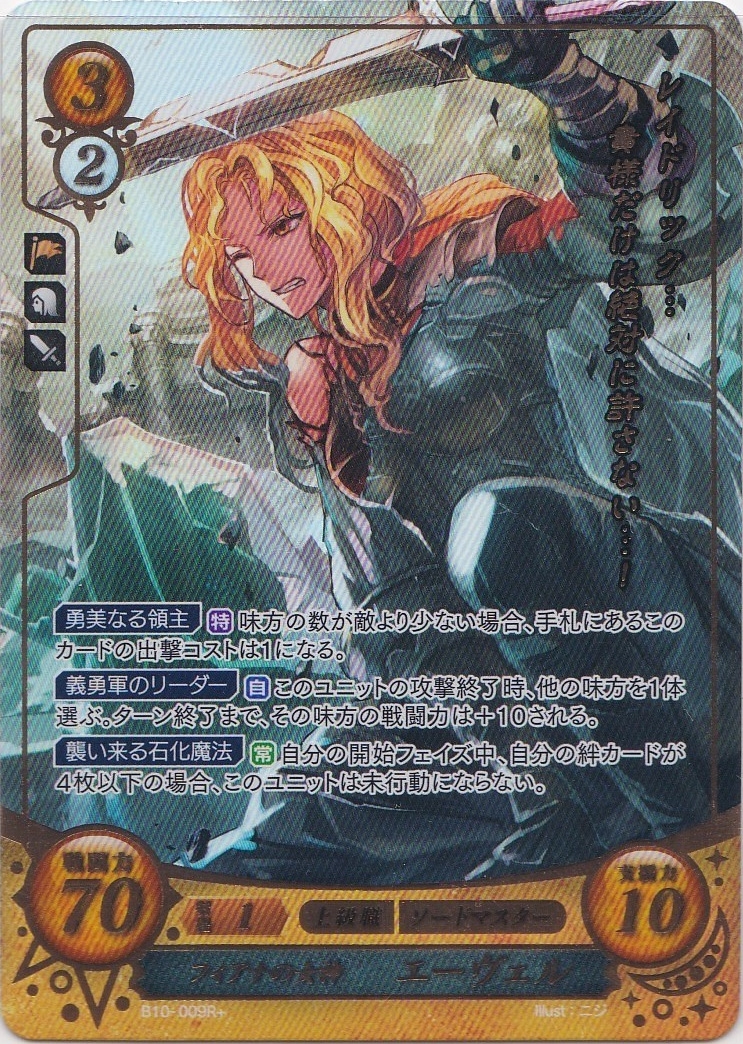 3
2
レイドリック…
貴様だけは絶対に許さない…!
勇美なる領主 特 味方の数が敵より少ない場合、手札にあるこの
カードの出撃コストは1になる。
義勇軍のリーダー 自 このユニットの攻撃終了時、他の味方を1体
選ぶ。ターン終了まで、その味方の戦闘力は+10される。
襲い来る石化魔法 常 自分の開始フェイズ中、自分の絆カードが
4枚以下の場合、このユニットは未行動にならない。
戦闘力
70
射程 1 上級職 ソードマスター
支援力
10
フィアナの女神 エーヴェル
B10-009R+ Illust:ニジ